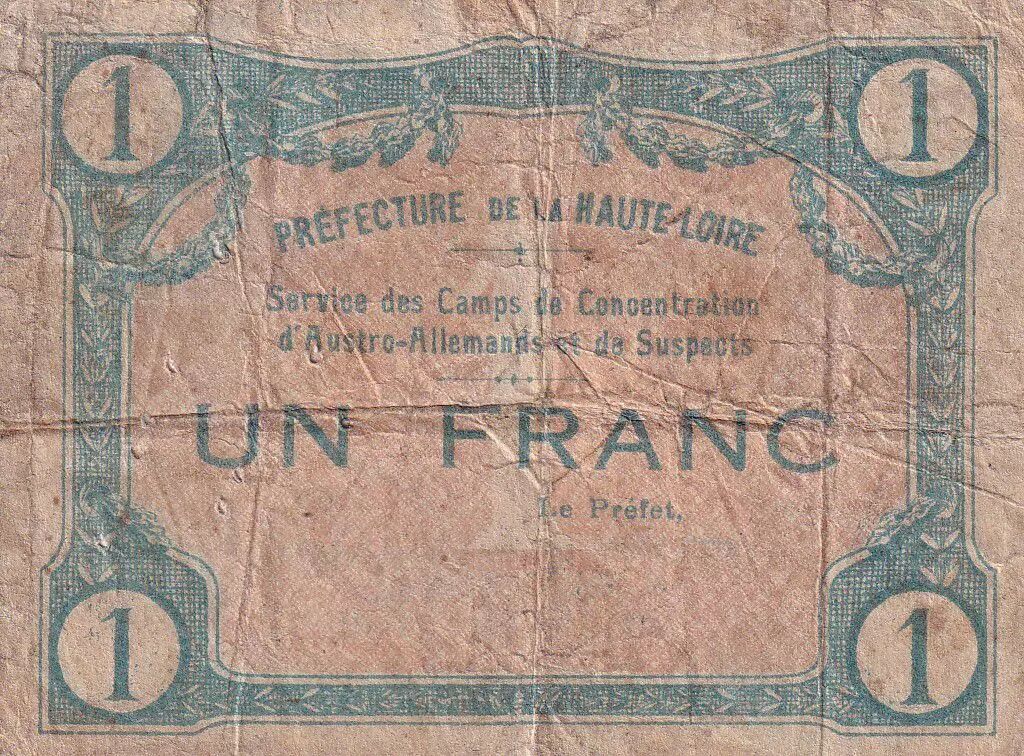 1 1
PRÉFECTURE DE LA HAUTE-LOIRE
Service des Camps de Concentration
d'Austro-Allemands et de Suspects
UN FRANC
Le Préfet,
1 1